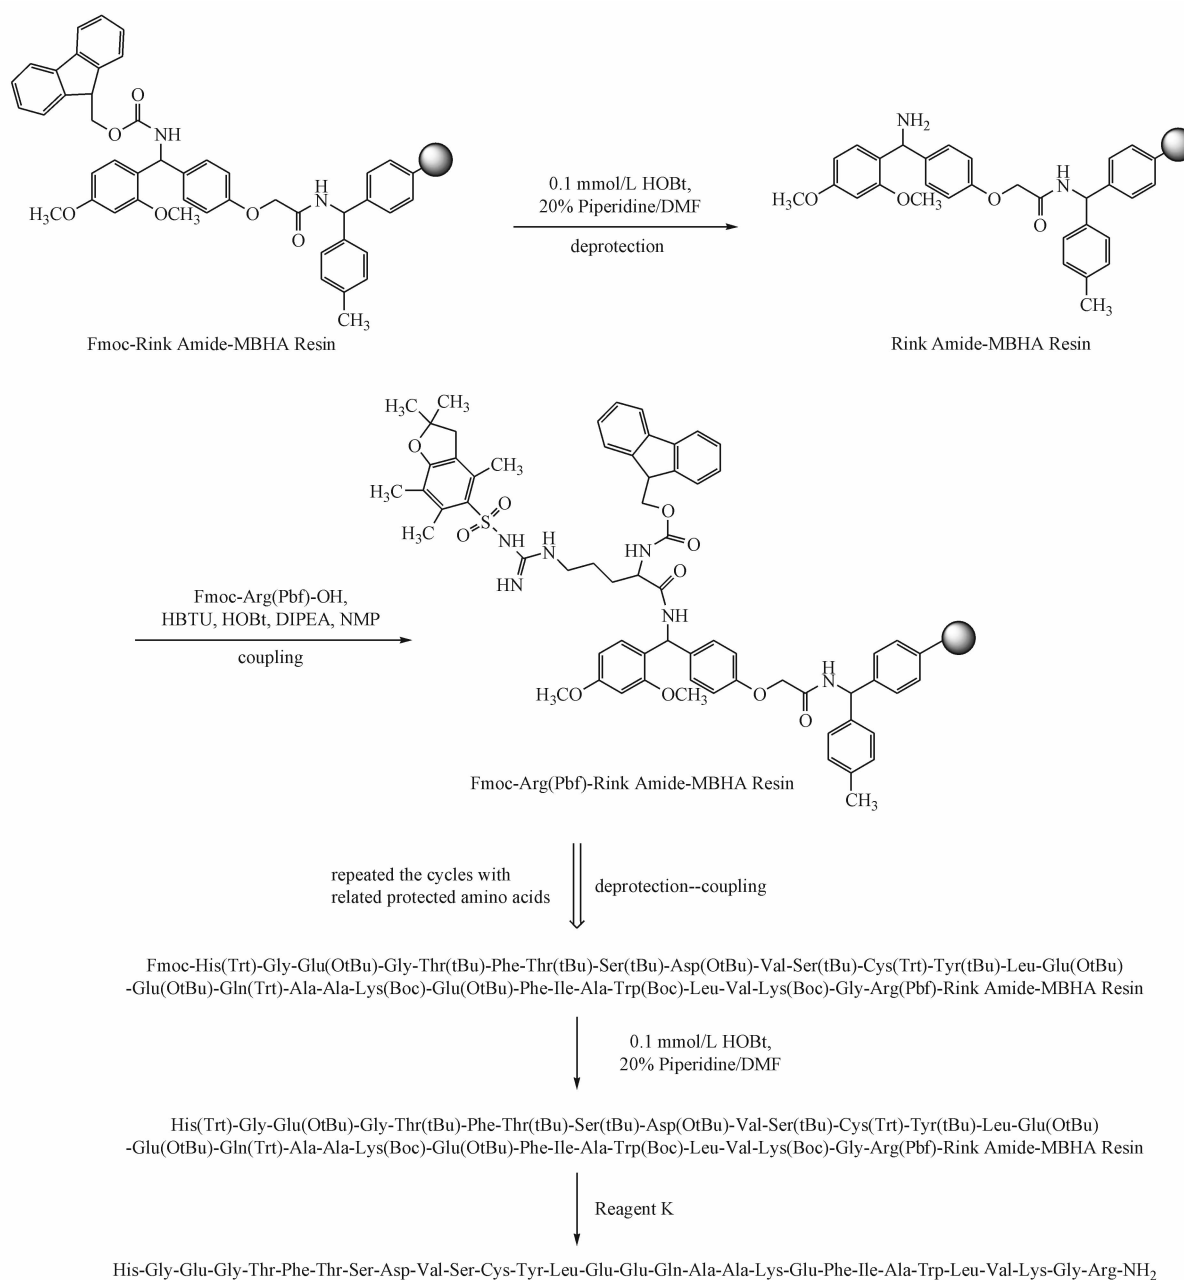 O
O
NH
H3CO
OCH3
O
O
H
N
CH3
Fmoc-Rink Amide-MBHA Resin
0.1 mmol/L HOBt,
20% Piperidine/DMF
deprotection
NH2
H3CO
OCH3
O
O
H
N
CH3
Rink Amide-MBHA Resin
Fmoc-Arg(Pbf)-OH,
HBTU, HOBt, DIPEA, NMP
coupling
H3C
CH3
O
CH3
H3C
H3C
O
S
O
NH
H
N
HN
HN
O
O
O
NH
H3CO
OCH3
O
O
H
N
CH3
Fmoc-Arg(Pbf)-Rink Amide-MBHA Resin
repeated the cycles with
related protected amino acids
deprotection--coupling
Fmoc-His(Trt)-Gly-Glu(OtBu)-Gly-Thr(tBu)-Phe-Thr(tBu)-Ser(tBu)-Asp(OtBu)-Val-Ser(tBu)-Cys(Trt)-Tyr(tBu)-Leu-Glu(OtBu)
-Glu(OtBu)-Gln(Trt)-Ala-Ala-Lys(Boc)-Glu(OtBu)-Phe-Ile-Ala-Trp(Boc)-Leu-Val-Lys(Boc)-Gly-Arg(Pbf)-Rink Amide-MBHA Resin
0.1 mmol/L HOBt,
20% Piperidine/DMF
His(Trt)-Gly-Glu(OtBu)-Gly-Thr(tBu)-Phe-Thr(tBu)-Ser(tBu)-Asp(OtBu)-Val-Ser(tBu)-Cys(Trt)-Tyr(tBu)-Leu-Glu(OtBu)
-Glu(OtBu)-Gln(Trt)-Ala-Ala-Lys(Boc)-Glu(OtBu)-Phe-Ile-Ala-Trp(Boc)-Leu-Val-Lys(Boc)-Gly-Arg(Pbf)-Rink Amide-MBHA Resin
Reagent K
His-Gly-Glu-Gly-Thr-Phe-Thr-Ser-Asp-Val-Ser-Cys-Tyr-Leu-Glu-Glu-Gln-Ala-Ala-Lys-Glu-Phe-Ile-Ala-Trp-Leu-Val-Lys-Gly-Arg-NH2